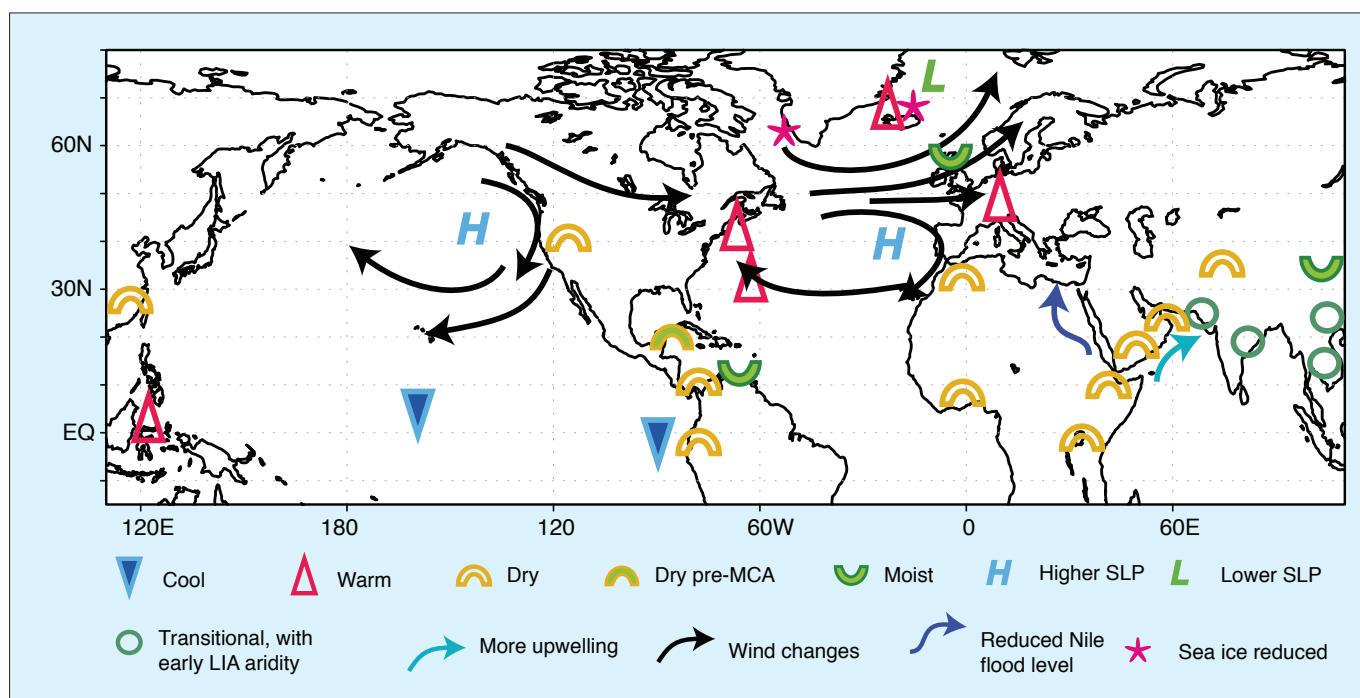 L
60N
H
H
30N
EQ
120E 180 120 60W 0 60E
Cool Warm Dry Dry pre-MCA Moist H Higher SLP L Lower SLP
Transitional, with
early LIA aridity
More upwelling
Wind changes
Reduced Nile
flood level
Sea ice reduced